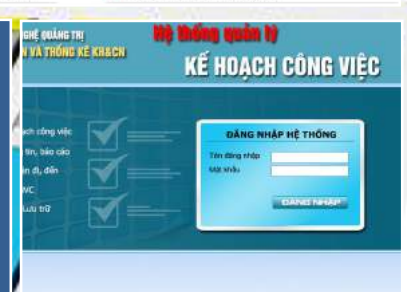 NGHỆ QUẢNG TRỊ
N VÀ THỐNG KÊ KH&CN
Hệ thống quản lý
KẾ HOẠCH CÔNG VIỆC
ạch công việc
tin, báo cáo
n đi, đến
WC
Lưu trữ
ĐĂNG NHẬP HỆ THỐNG
Tên đăng nhập
Mật khẩu
ĐĂNG NHẬP